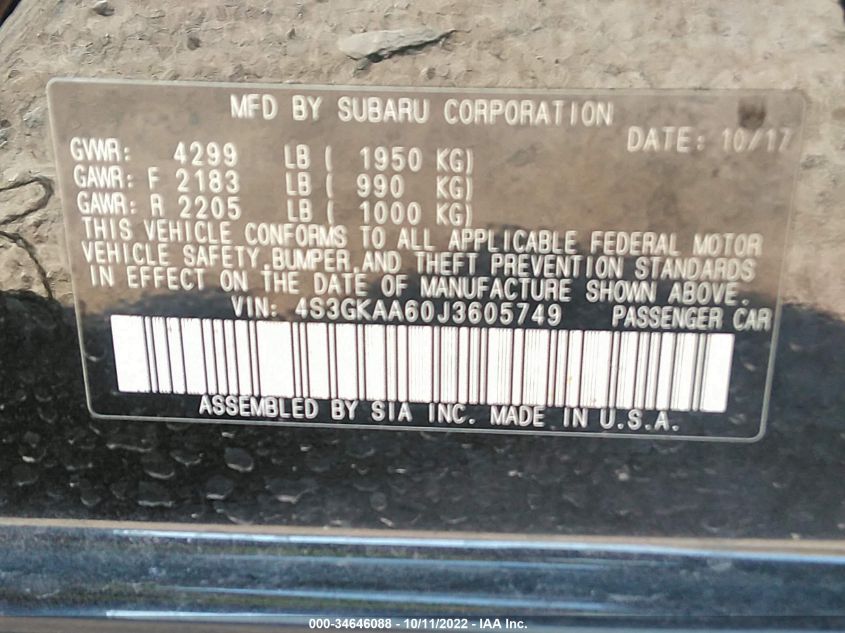 MFD BY SUBARU CORPORATION
DATE: 10/17
GVWR: 4299 LB ( 1950 KG)
GAWR: F 2183 LB ( 990 KG)
GAWR: R 2205 LB ( 1000 KG)
THIS VEHICLE CONFORMS TO ALL APPLICABLE FEDERAL MOTOR
VEHICLE SAFETY,BUMPER,AND THEFT PREVENTION STANDARDS
IN EFFECT ON THE DATE OF MANUFACTURE SHOWN ABOVE.
VIN: 4S3GKAA60J3605749 PASSENGER CAR
ASSEMBLED BY SIA INC. MADE IN U.S.A.
000-34646088 - 10/11/2022 - IAA Inc.